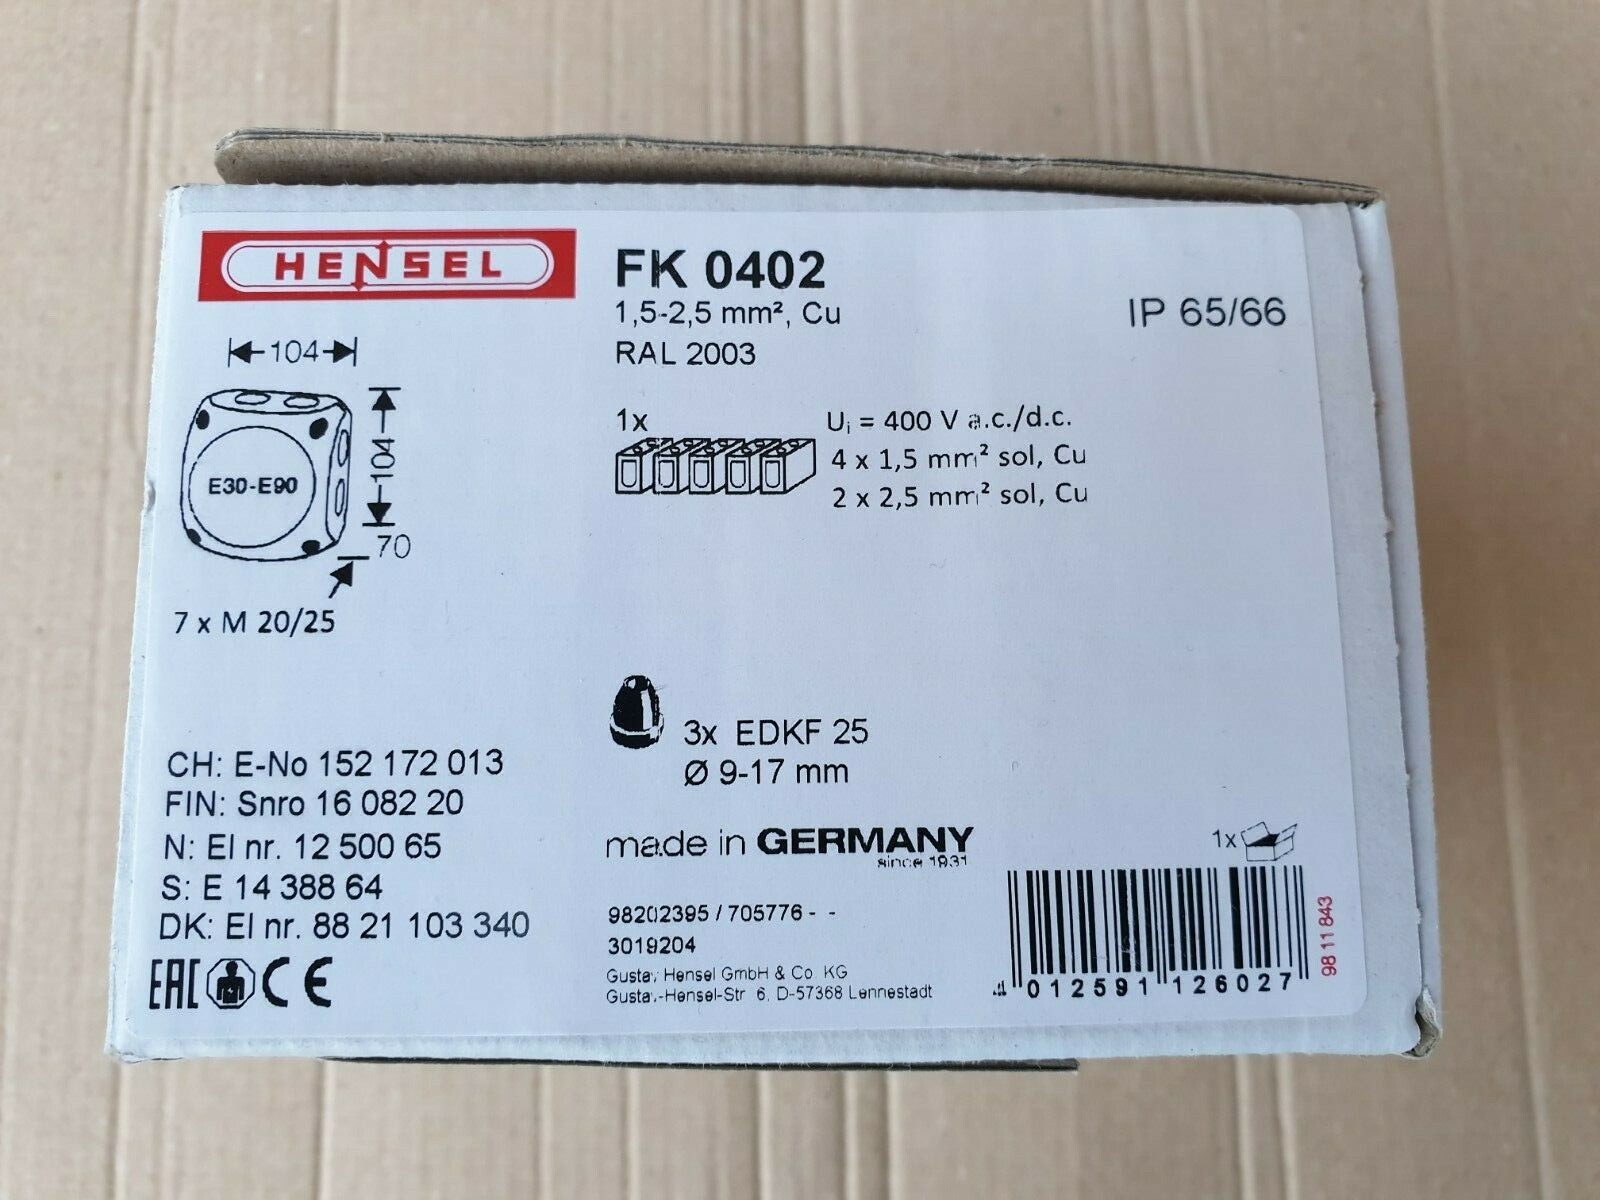 HENSEL
FK 0402
1,5-2,5 mm², Cu
RAL 2003
IP 65/66
104
104
70
E30-E90
7 x M 20/25
1x
Uᵢ = 400 V a.c./d.c.
4 x 1,5 mm² sol, Cu
2 x 2,5 mm² sol, Cu
3x EDKF 25
Ø 9-17 mm
CH: E-No 152 172 013
FIN: Snro 16 082 20
N: El nr. 12 500 65
S: E 14 388 64
DK: El nr. 88 21 103 340
EAC CE
made in GERMANY
since 1931
98202395 / 705776 - -
3019204
Gustav Hensel GmbH & Co. KG
Gustav-Hensel-Str. 6, D-57368 Lennestadt
1x
4 012591 126027
98 11 843